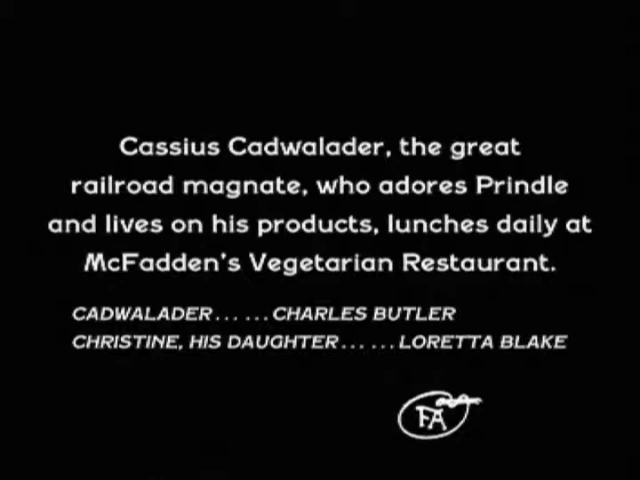 Cassius Cadwalader, the great
railroad magnate, who adores Prindle
and lives on his products, lunches daily at
McFadden's Vegetarian Restaurant.
CADWALADER... ...CHARLES BUTLER
CHRISTINE, HIS DAUGHTER... ...LORETTA BLAKE
FA